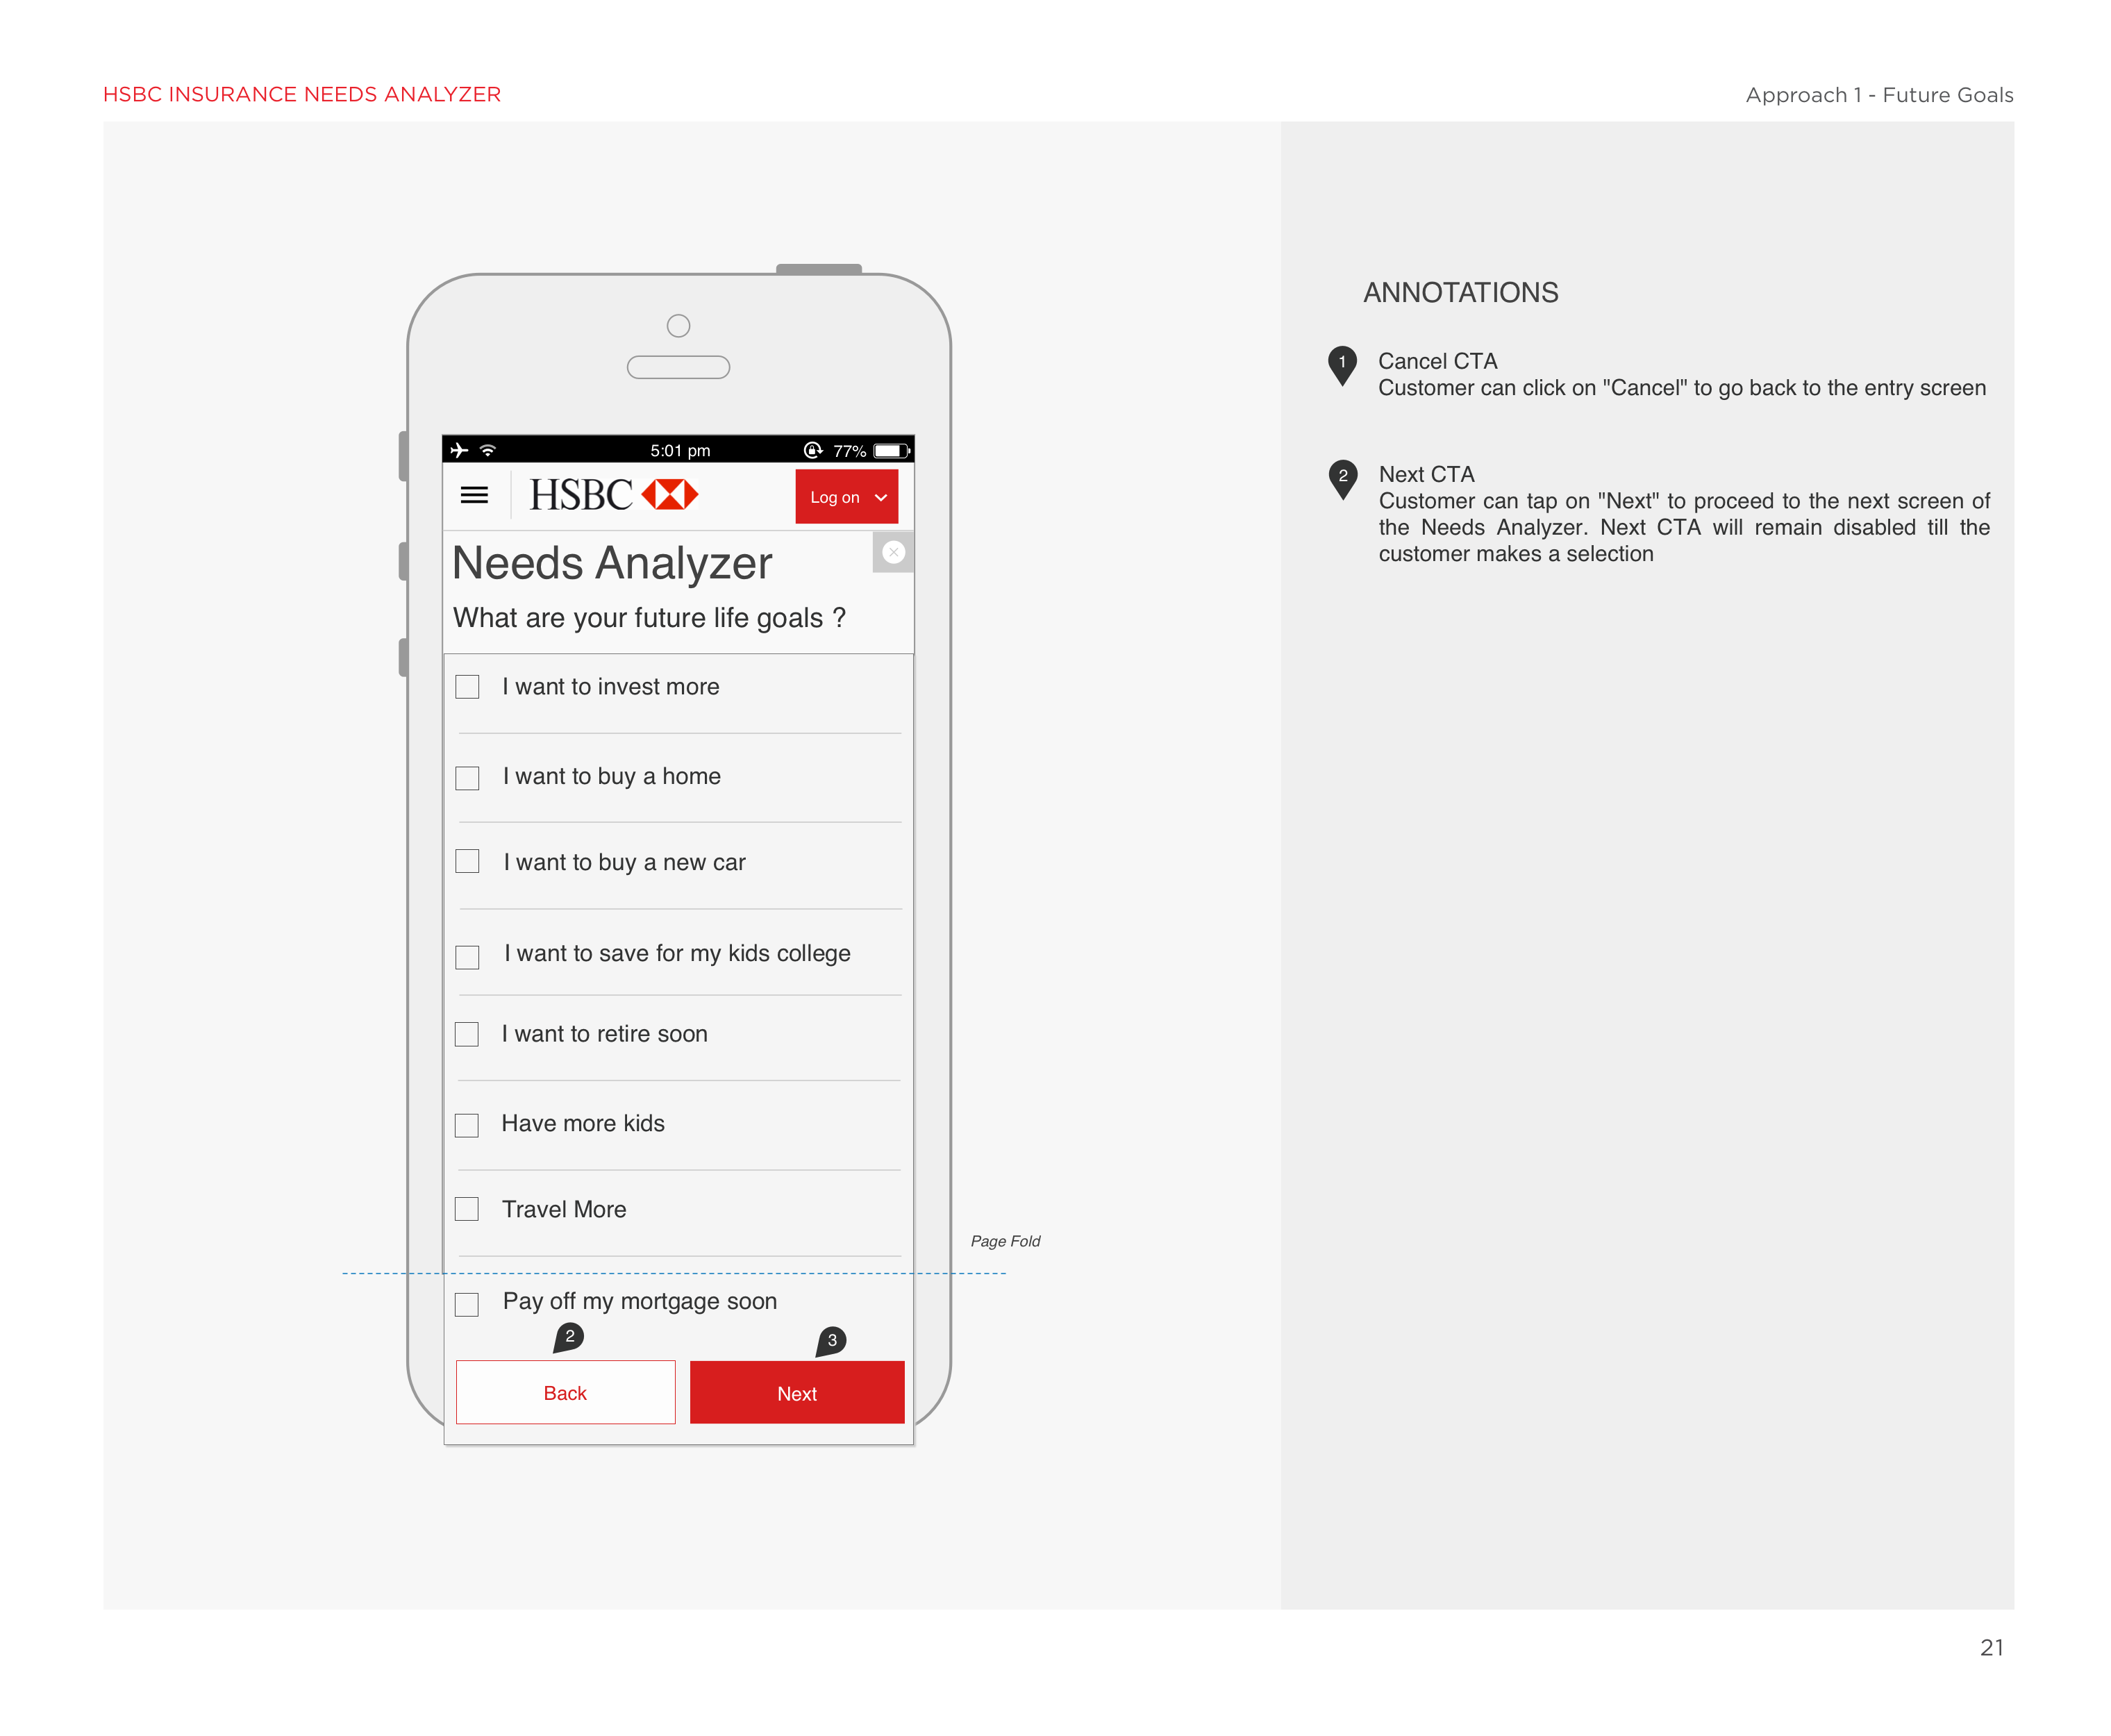 HSBC INSURANCE NEEDS ANALYZER
Approach 1 - Future Goals
5:01 pm
77%
HSBC
Log on
Needs Analyzer
What are your future life goals ?
I want to invest more
I want to buy a home
I want to buy a new car
I want to save for my kids college
I want to retire soon
Have more kids
Travel More
Page Fold
Pay off my mortgage soon
2
3
Back
Next
ANNOTATIONS
1
Cancel CTA
Customer can click on "Cancel" to go back to the entry screen
2
Next CTA
Customer can tap on "Next" to proceed to the next screen of
the Needs Analyzer. Next CTA will remain disabled till the
customer makes a selection
21